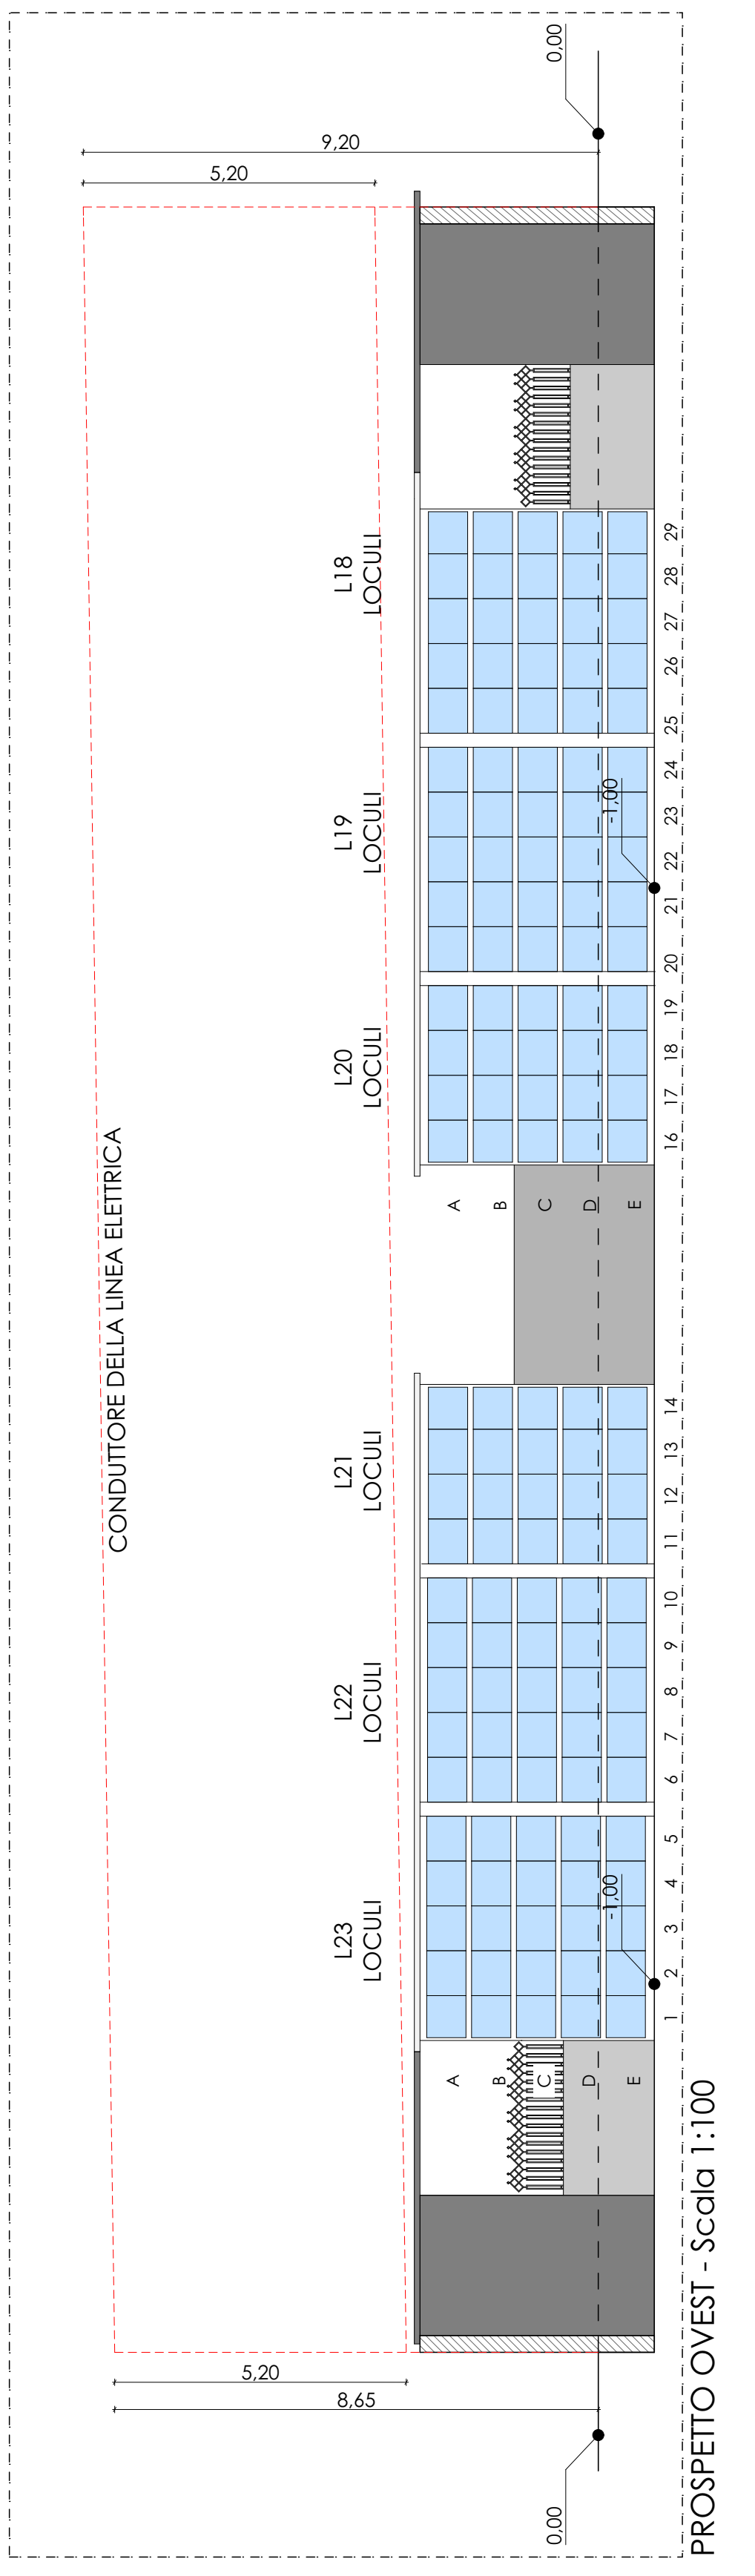 CONDUTTORE DELLA LINEA ELETTRICA
5,20
8,65
5,20
9,20
L23
LOCULI
L22
LOCULI
L21
LOCULI
L20
LOCULI
L19
LOCULI
L18
LOCULI
A
B
C
D
E
A
B
C
D
E
0,00
-1,00
-1,00
0,00
1 2 3 4 5 6 7 8 9 10 11 12 13 14 16 17 18 19 20 21 22 23 24 25 26 27 28 29
PROSPETTO OVEST - Scala 1:100